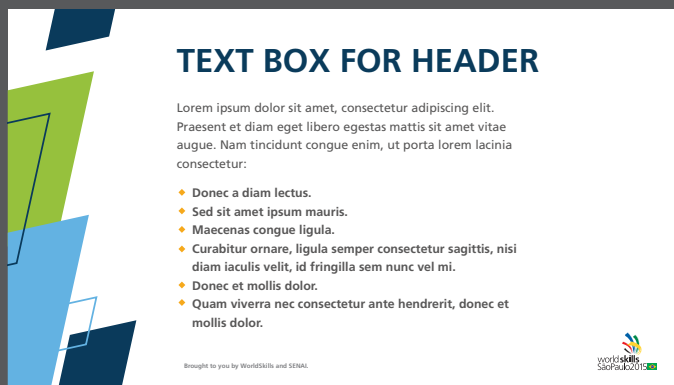 TEXT BOX FOR HEADER
Lorem ipsum dolor sit amet, consectetur adipiscing elit.
Praesent et diam eget libero egestas mattis sit amet vitae
augue. Nam tincidunt congue enim, ut porta lorem lacinia
consectetur:
Donec a diam lectus.
Sed sit amet ipsum mauris.
Maecenas congue ligula.
Curabitur ornare, ligula semper consectetur sagittis, nisi
diam iaculis velit, id fringilla sem nunc vel mi.
Donec et mollis dolor.
Quam viverra nec consectetur ante hendrerit, donec et
mollis dolor.
Brought to you by WorldSkills and SENAI.
worldskills
SãoPaulo2015